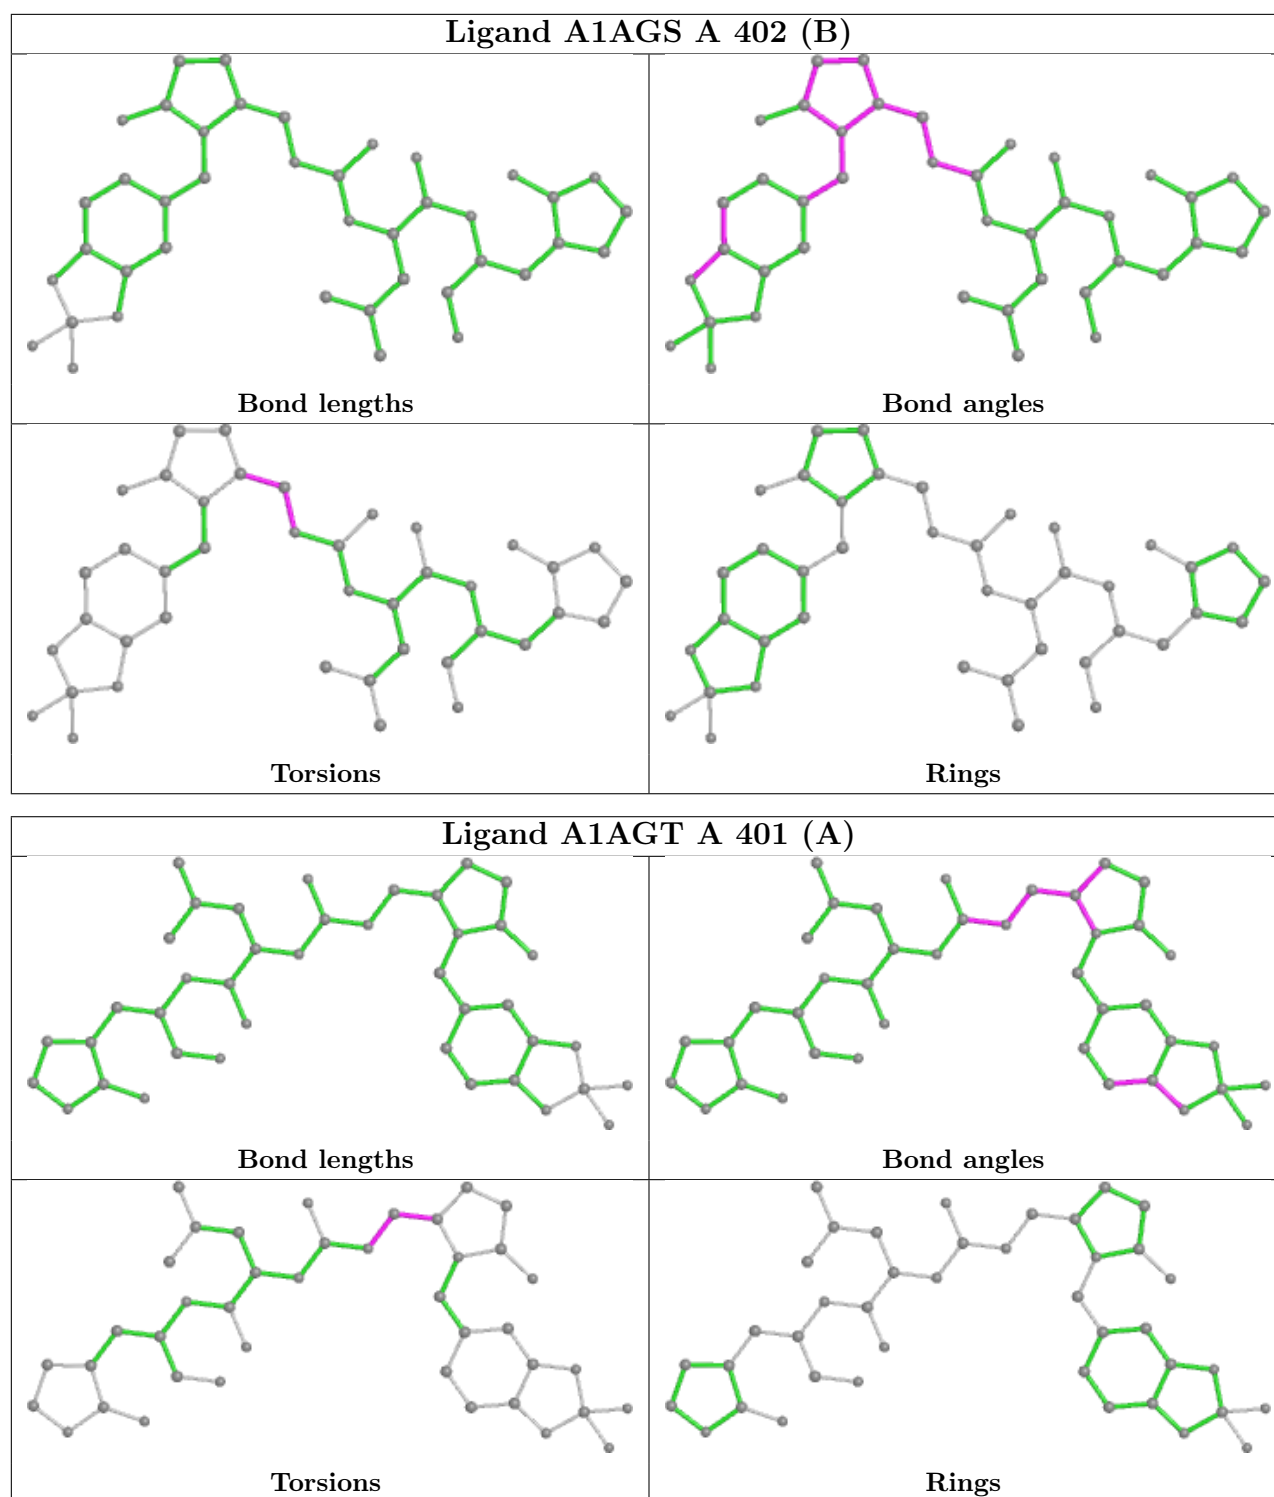 Ligand A1AGS A 402 (B)
Bond lengths
Bond angles
Torsions
Rings
Ligand A1AGT A 401 (A)
Bond lengths
Bond angles
Torsions
Rings